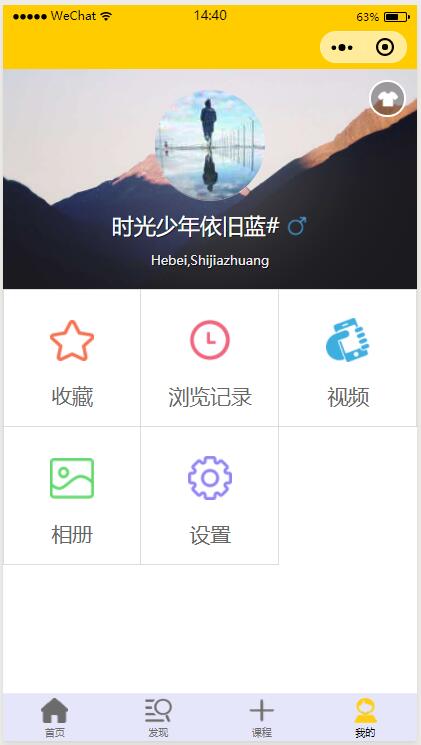 WeChat 14:40 63%
时光少年依旧蓝#
Hebei,Shijiazhuang
收藏 浏览记录 视频
相册 设置
首页 发现 课程 我的